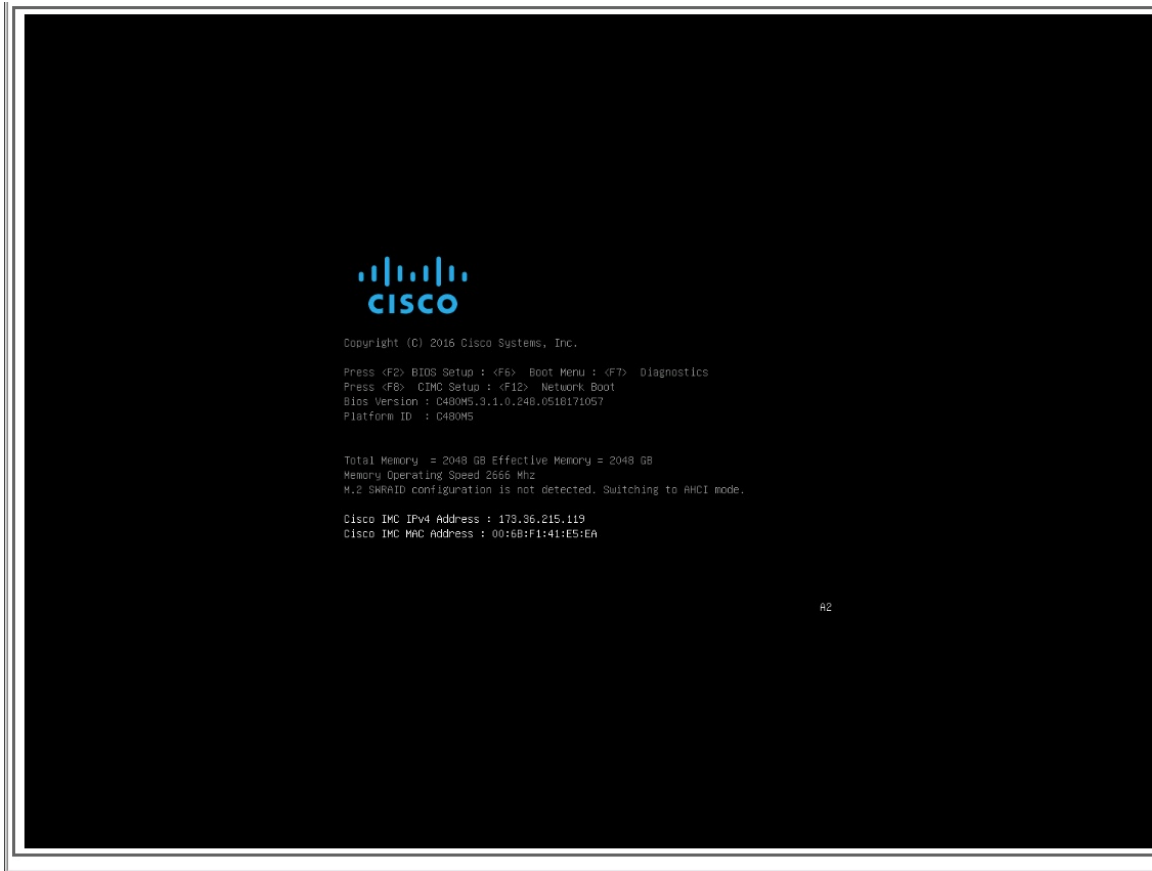 CISCO
Copyright (C) 2016 Cisco Systems, Inc.
Press <F2> BIOS Setup : <F6> Boot Menu : <F7> Diagnostics
Press <F8> CIMC Setup : <F12> Network Boot
Bios Version : C480M5.3.1.0.248.0518171057
Platform ID : C480M5
Total Memory = 2048 GB Effective Memory = 2048 GB
Memory Operating Speed 2666 Mhz
M.2 SWRAID configuration is not detected. Switching to AHCI mode.
Cisco IMC IPv4 Address : 173.36.215.119
Cisco IMC MAC Address : 00:6B:F1:41:E5:EA
A2